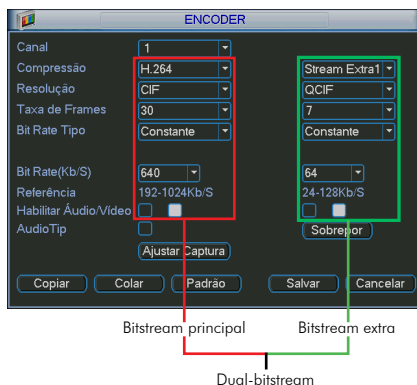 ENCODER
Canal 1
Compressão H.264 Stream Extra1
Resolução CIF QCIF
Taxa de Frames 30 7
Bit Rate Tipo Constante Constante
Bit Rate(Kb/S) 640 64
Referência 192-1024Kb/S 24-128Kb/S
Habilitar Áudio/Vídeo
AudioTip Sobrepor
Ajustar Captura
Copiar Colar Padrão Salvar Cancelar
Bitstream principal Bitstream extra
Dual-bitstream